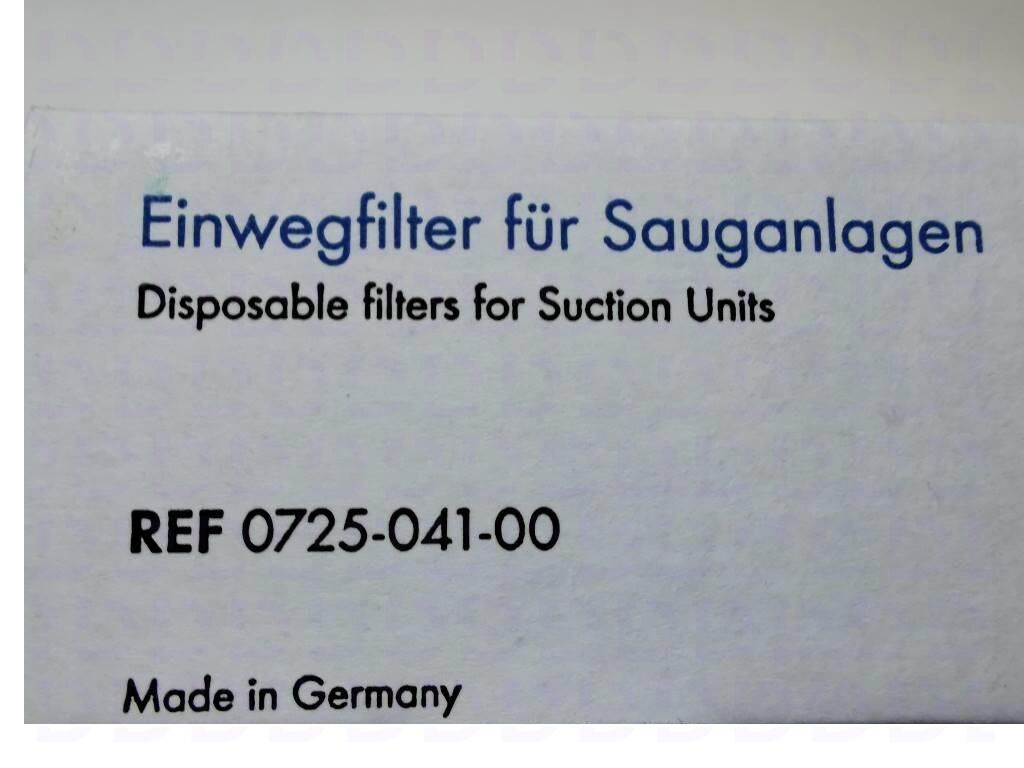 Einwegfilter für Sauganlagen
Disposable filters for Suction Units
REF 0725-041-00
Made in Germany